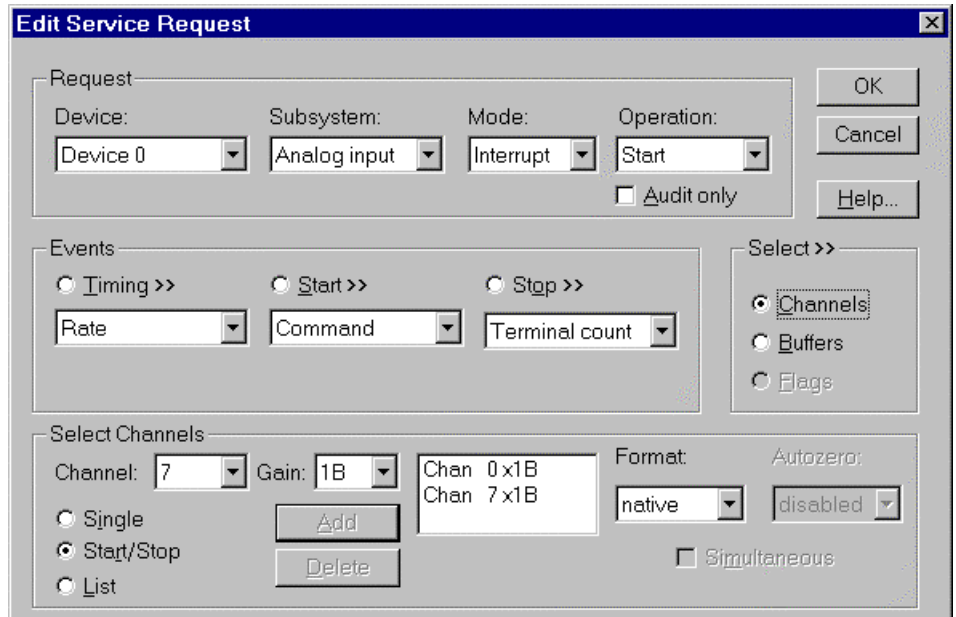 Edit Service Request
Request
Device: Subsystem: Mode: Operation:
Device 0 Analog input Interrupt Start
Audit only
OK
Cancel
Help...
Events
Timing >> Start >> Stop >>
Rate Command Terminal count
Select >>
Channels
Buffers
Flags
Select Channels
Channel: 7 Gain: 1B
Single
Start/Stop
List
Add
Delete
Chan 0 x1B
Chan 7 x1B
Format: Autozero:
native disabled
Simultaneous